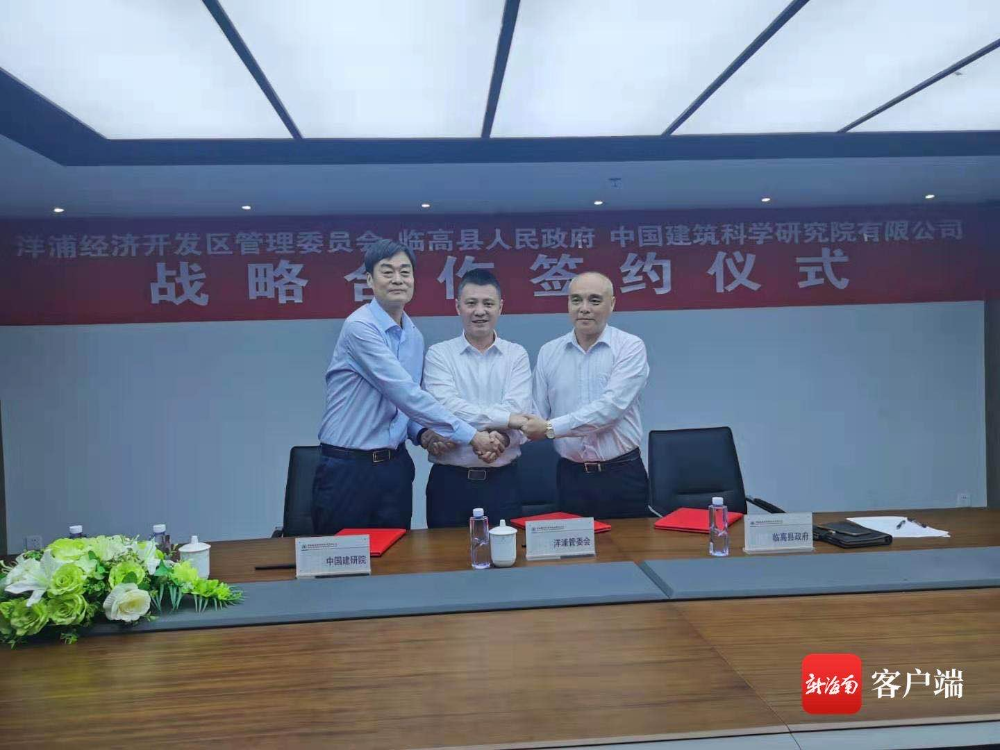 洋浦经济开发区管理委员会 临高县人民政府 中国建筑科学研究院有限公司
战略合作签约仪式
中国建研院
洋浦管委会
临高县政府
新海南 客户端